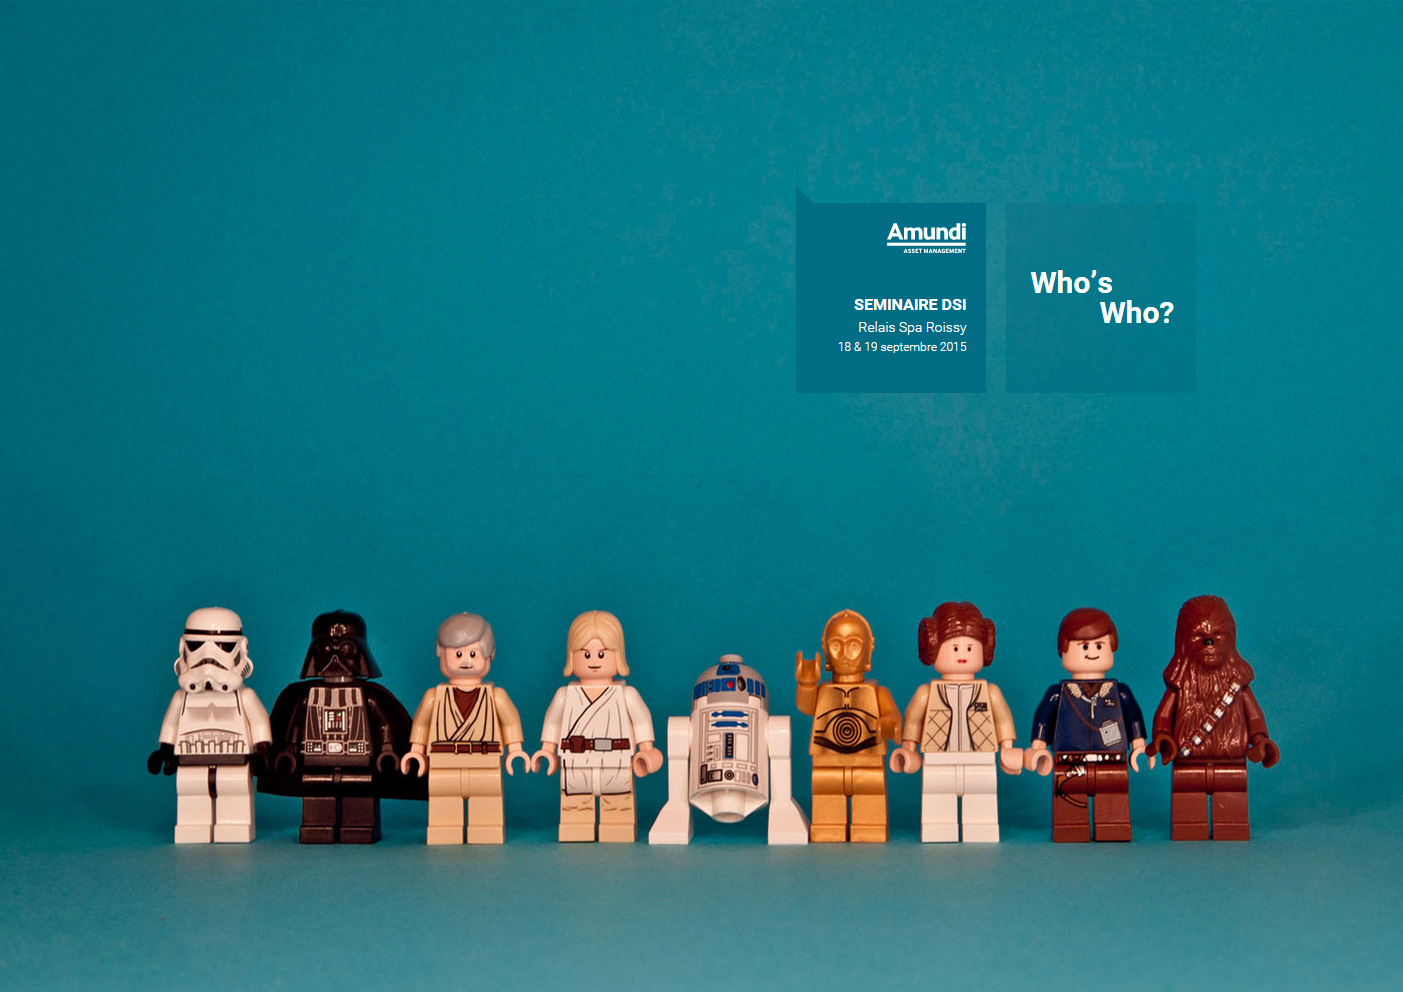 Amundi
ASSET MANAGEMENT
SEMINAIRE DSI
Relais Spa Roissy
18 & 19 septembre 2015
Who's
Who?